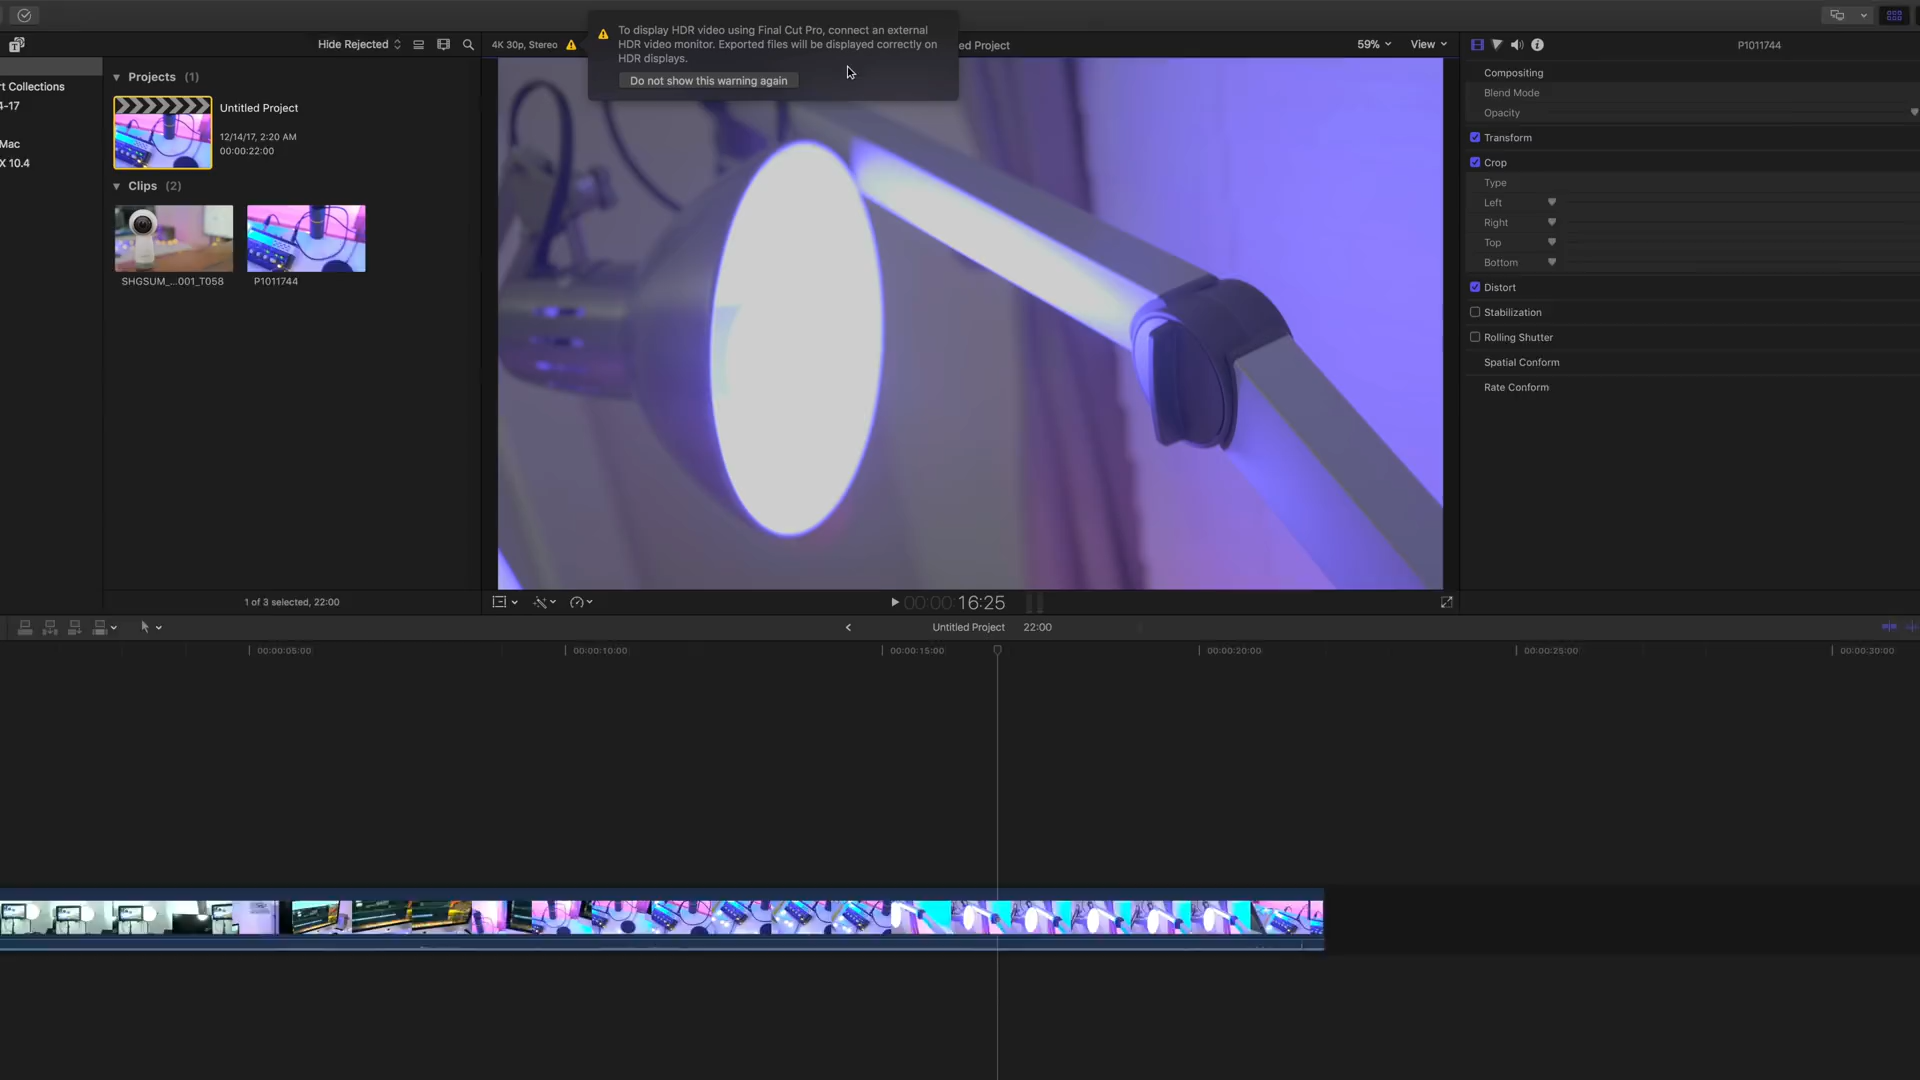 Hide Rejected
4K 30p, Stereo
To display HDR video using Final Cut Pro, connect an external
HDR video monitor. Exported files will be displayed correctly on
HDR displays.
Do not show this warning again
ed Project
59%
View
P1011744
rt Collections
4-17
Mac
X 10.4
Projects (1)
Untitled Project
12/14/17, 2:20 AM
00:00:22:00
Clips (2)
SHGSUM_...001_T058
P1011744
1 of 3 selected, 22:00
Compositing
Blend Mode
Opacity
Transform
Crop
Type
Left
Right
Top
Bottom
Distort
Stabilization
Rolling Shutter
Spatial Conform
Rate Conform
00:00:16:25
Untitled Project
22:00
00:00:05:00
00:00:10:00
00:00:15:00
00:00:20:00
00:00:25:00
00:00:30:00